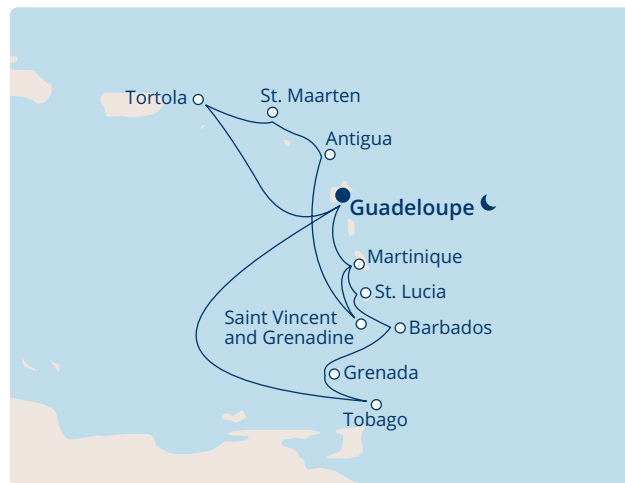 Tortola
St. Maarten
Antigua
Guadeloupe
Martinique
St. Lucia
Saint Vincent
and Grenadine
Barbados
Grenada
Tobago